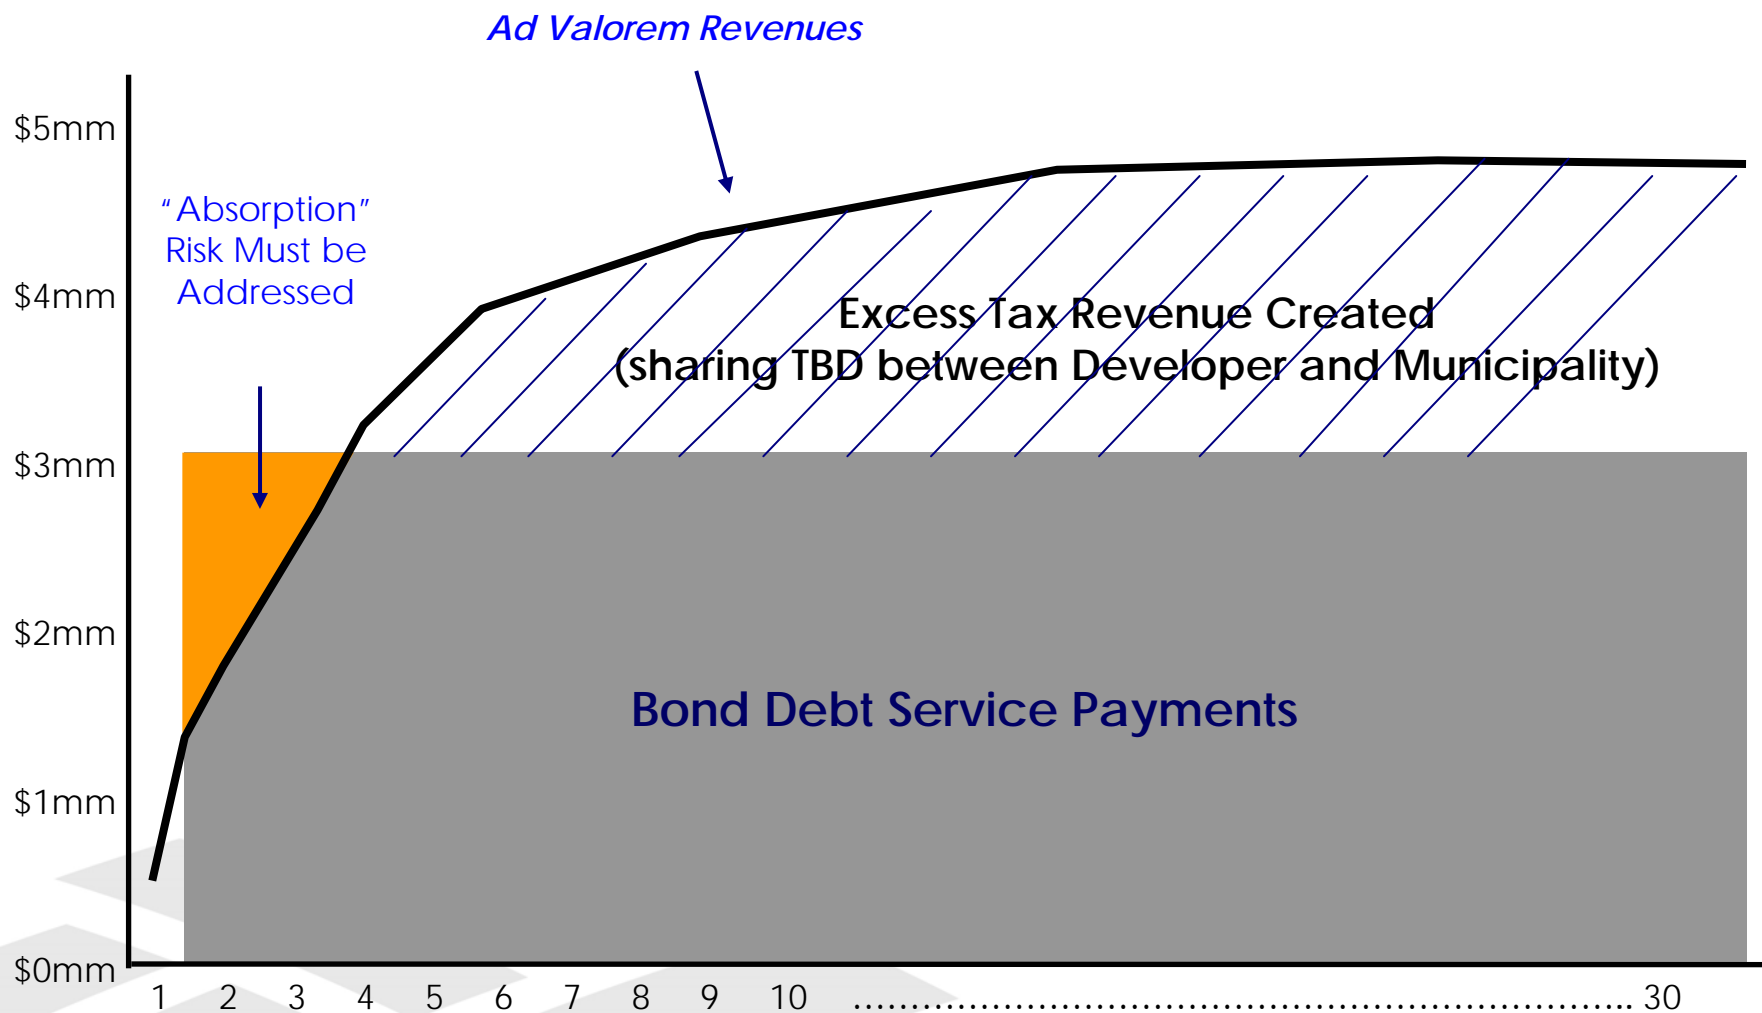 Ad Valorem Revenues
$5mm
“Absorption”
Risk Must be
Addressed
$4mm
Excess Tax Revenue Created
(sharing TBD between Developer and Municipality)
$3mm
$2mm
Bond Debt Service Payments
$1mm
$0mm
1 2 3 4 5 6 7 8 9 10 ………………………………………………………….. 30